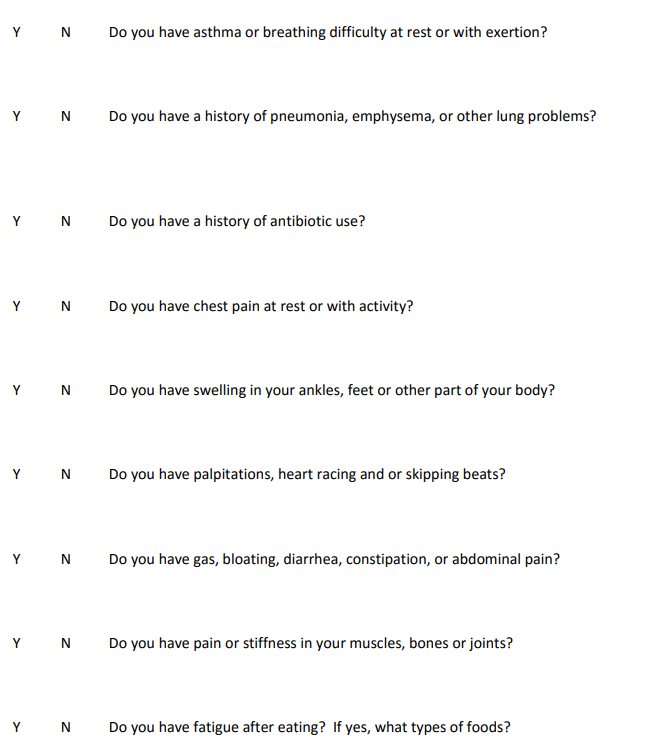 Y N Do you have asthma or breathing difficulty at rest or with exertion?
Y N Do you have a history of pneumonia, emphysema, or other lung problems?
Y N Do you have a history of antibiotic use?
Y N Do you have chest pain at rest or with activity?
Y N Do you have swelling in your ankles, feet or other part of your body?
Y N Do you have palpitations, heart racing and or skipping beats?
Y N Do you have gas, bloating, diarrhea, constipation, or abdominal pain?
Y N Do you have pain or stiffness in your muscles, bones or joints?
Y N Do you have fatigue after eating?  If yes, what types of foods?